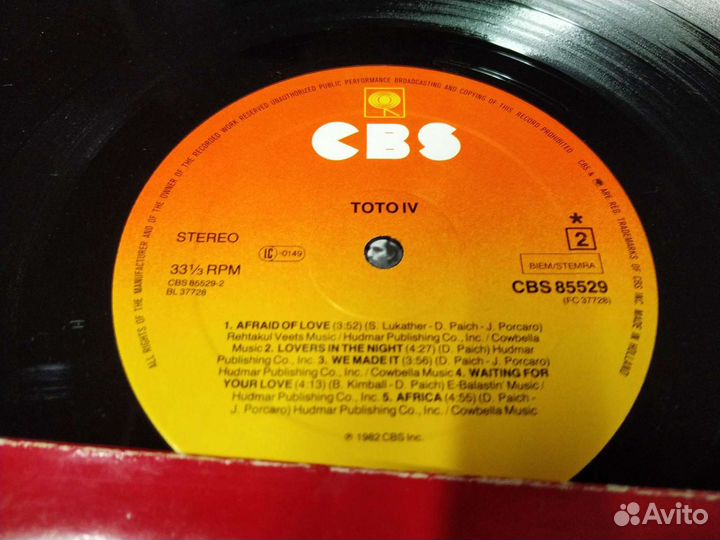 ALL RIGHTS OF THE MANUFACTURER AND OF THE OWNER OF THE RECORDED WORK RESERVED UNAUTHORIZED PUBLIC PERFORMANCE BROADCASTING AND COPYING OF THIS RECORD PROHIBITED
CBS & ARE REG. TRADEMARKS OF CBS INC. MADE IN HOLLAND
CBS
TOTO IV
STEREO
IC -0149
33 1/3 RPM
CBS 85529-2
BL 37728
*
2
BIEM/STEMRA
CBS 85529
(FC 37728)
1. AFRAID OF LOVE (3:52) (S. Lukather - D. Paich - J. Porcaro)
Rehtakul Veets Music / Hudmar Publishing Co., Inc. / Cowbella
Music 2. LOVERS IN THE NIGHT (4:27) (D. Paich) Hudmar
Publishing Co., Inc. 3. WE MADE IT (3:56) (D. Paich - J. Porcaro)
Hudmar Publishing Co., Inc. / Cowbella Music 4. WAITING FOR
YOUR LOVE (4:13) (B. Kimball - D. Paich) E-Balastin' Music /
Hudmar Publishing Co., Inc. 5. AFRICA (4:55) (D. Paich -
J. Porcaro) Hudmar Publishing Co., Inc. / Cowbella Music
℗ 1982 CBS Inc.
Avito